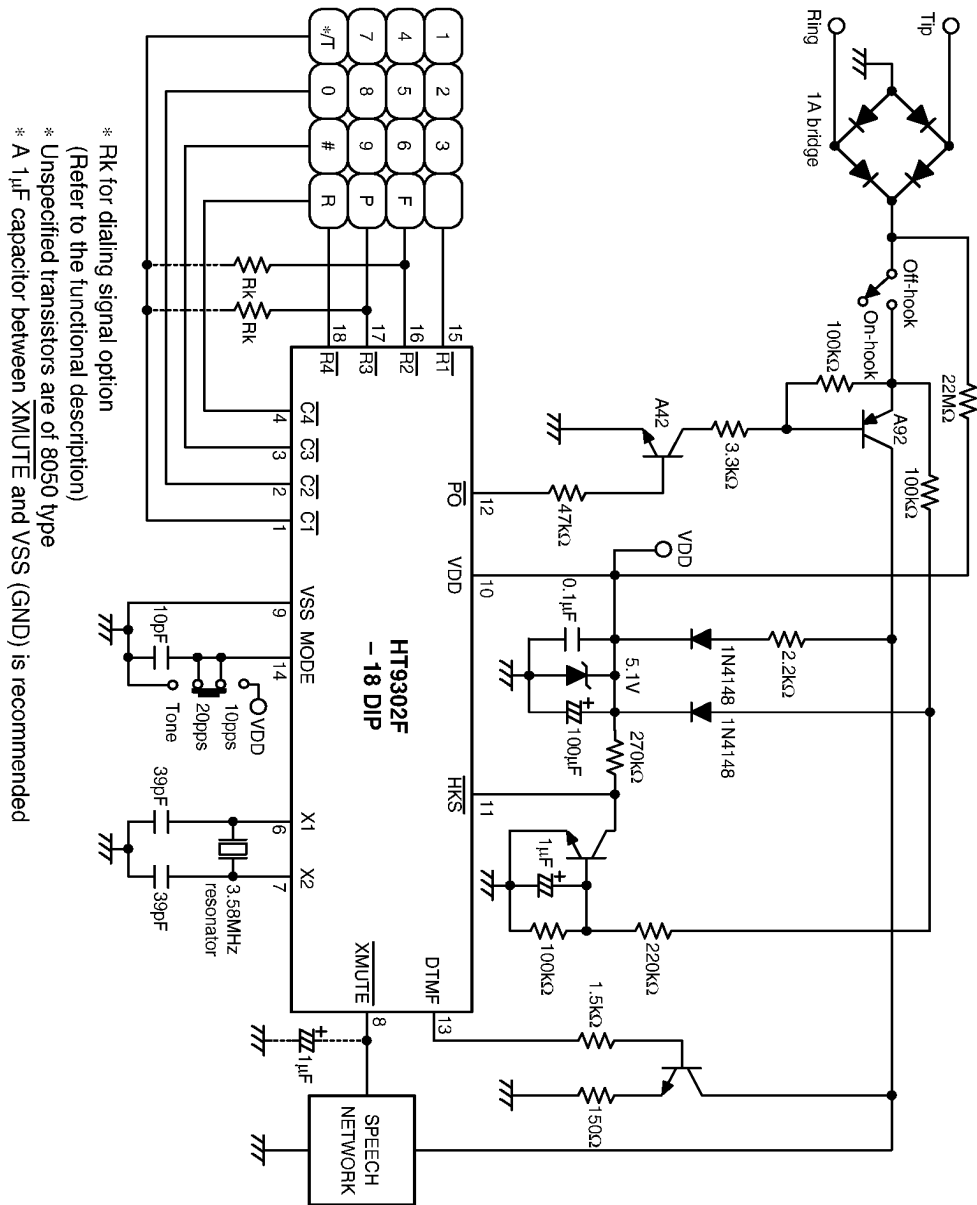 Tip
Ring
1A bridge
Off-hook
On-hook
22MΩ
A92
100kΩ
100kΩ
3.3kΩ
A42
47kΩ
VDD
2.2kΩ
1N4148
1N4148
0.1µF
5.1V
100µF
270kΩ
1µF
100kΩ
220kΩ
1.5kΩ
150Ω
1 2 3
4 5 6 F
7 8 9 P
*/T 0 # R
Rk
Rk
15 R1
16 R2
17 R3
18 R4
12 PO
10 VDD
11 HKS
13 DTMF
8 XMUTE
HT9302F
– 18 DIP
C4 4
C3 3
C2 2
C1 1
VSS 9
MODE 14
X1 6
X2 7
10pF
VDD
10pps
20pps
Tone
39pF
39pF
3.58MHz
resonator
1µF
SPEECH
NETWORK
* Rk for dialing signal option
(Refer to the functional description)
* Unspecified transistors are of 8050 type
* A 1µF capacitor between XMUTE and VSS (GND) is recommended